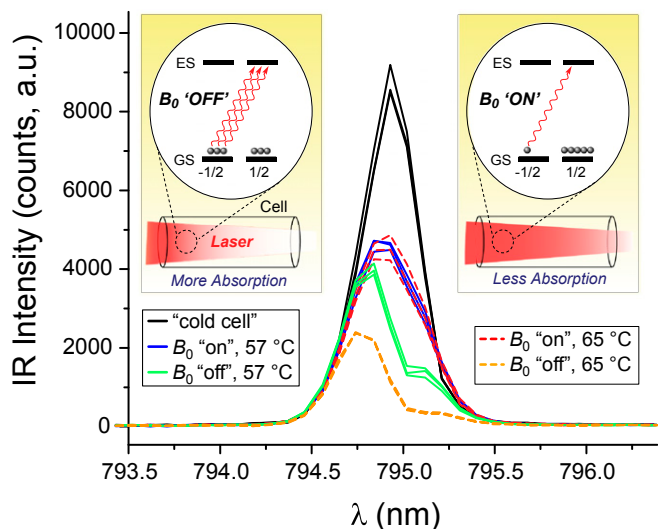 10000
8000
6000
4000
2000
0
IR Intensity (counts, a.u.)
793.5 794.0 794.5 795.0 795.5 796.0
λ (nm)
ES
B0 'OFF'
GS
-1/2 1/2
Cell
Laser
More Absorption
ES
B0 'ON'
GS
-1/2 1/2
Less Absorption
"cold cell"
B0 "on", 57 °C
B0 "off", 57 °C
B0 "on", 65 °C
B0 "off", 65 °C